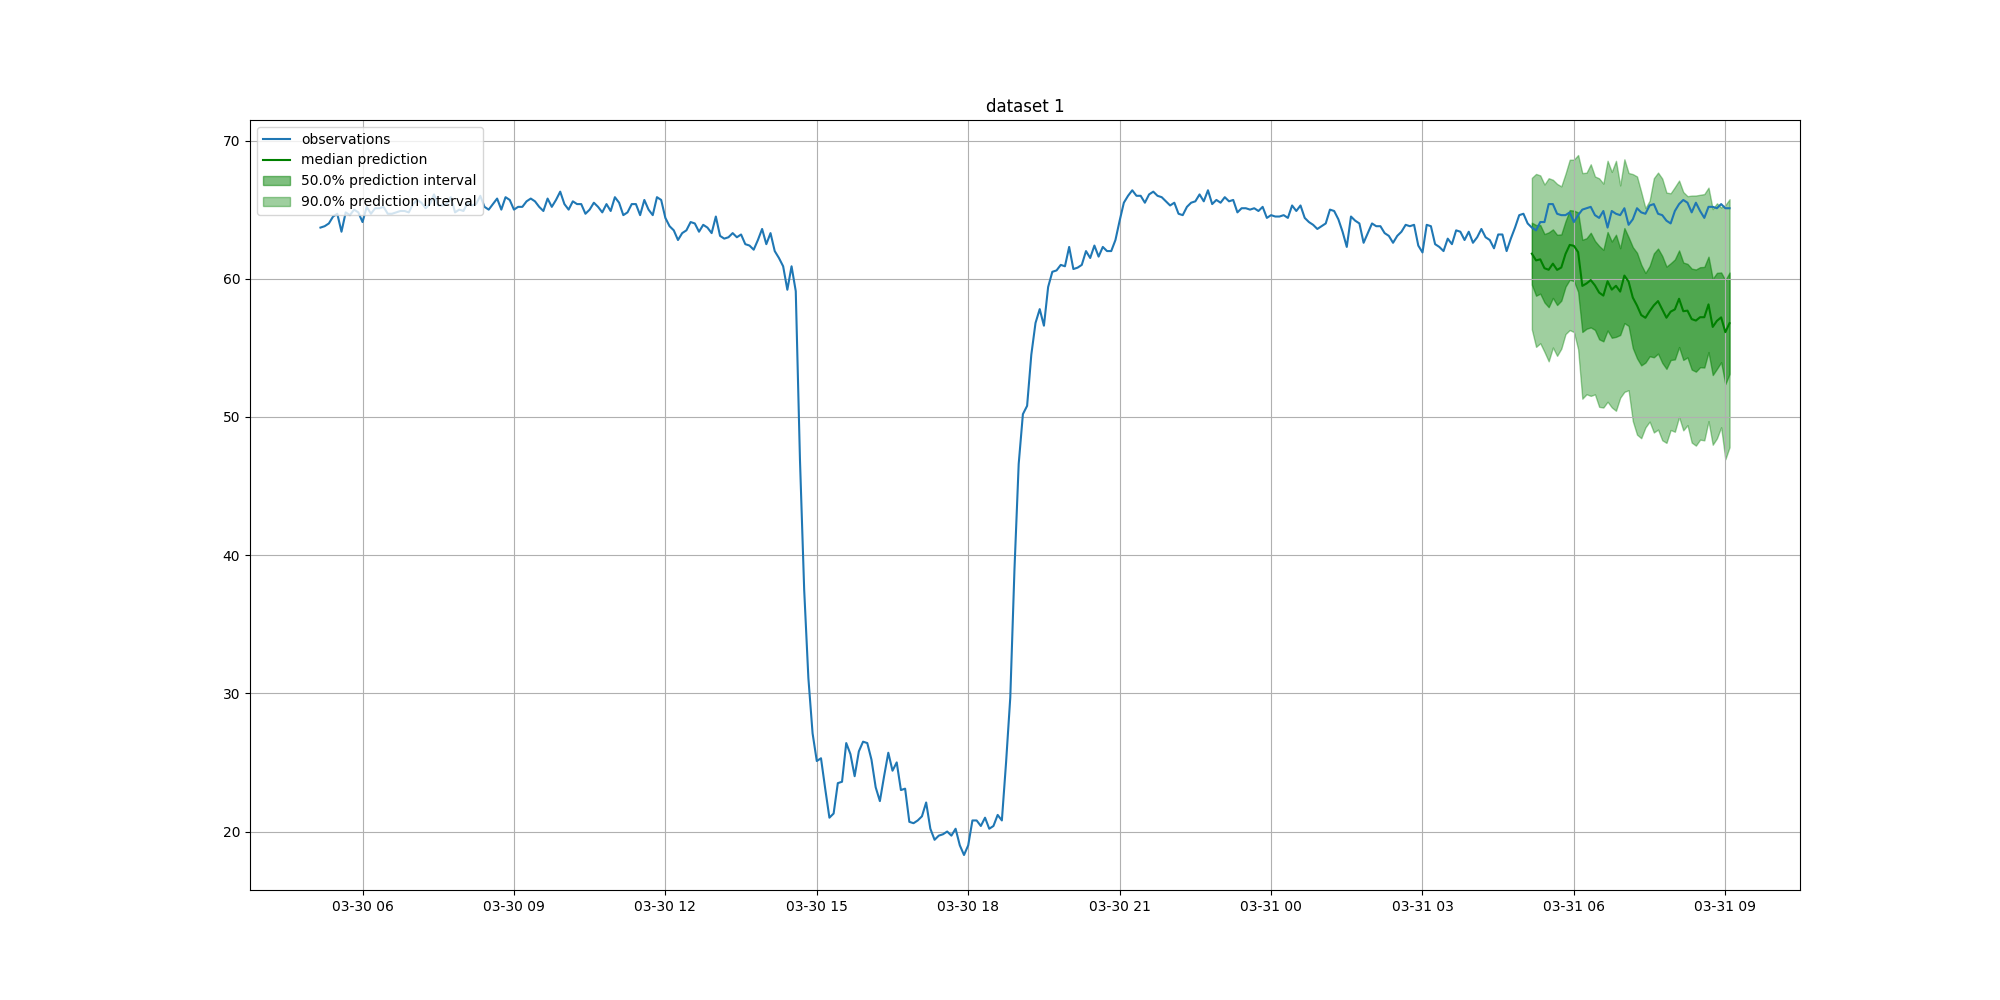 dataset 1
observations
median prediction
50.0% prediction interval
90.0% prediction interval
70
60
50
40
30
20
03-30 06 03-30 09 03-30 12 03-30 15 03-30 18 03-30 21 03-31 00 03-31 03 03-31 06 03-31 09